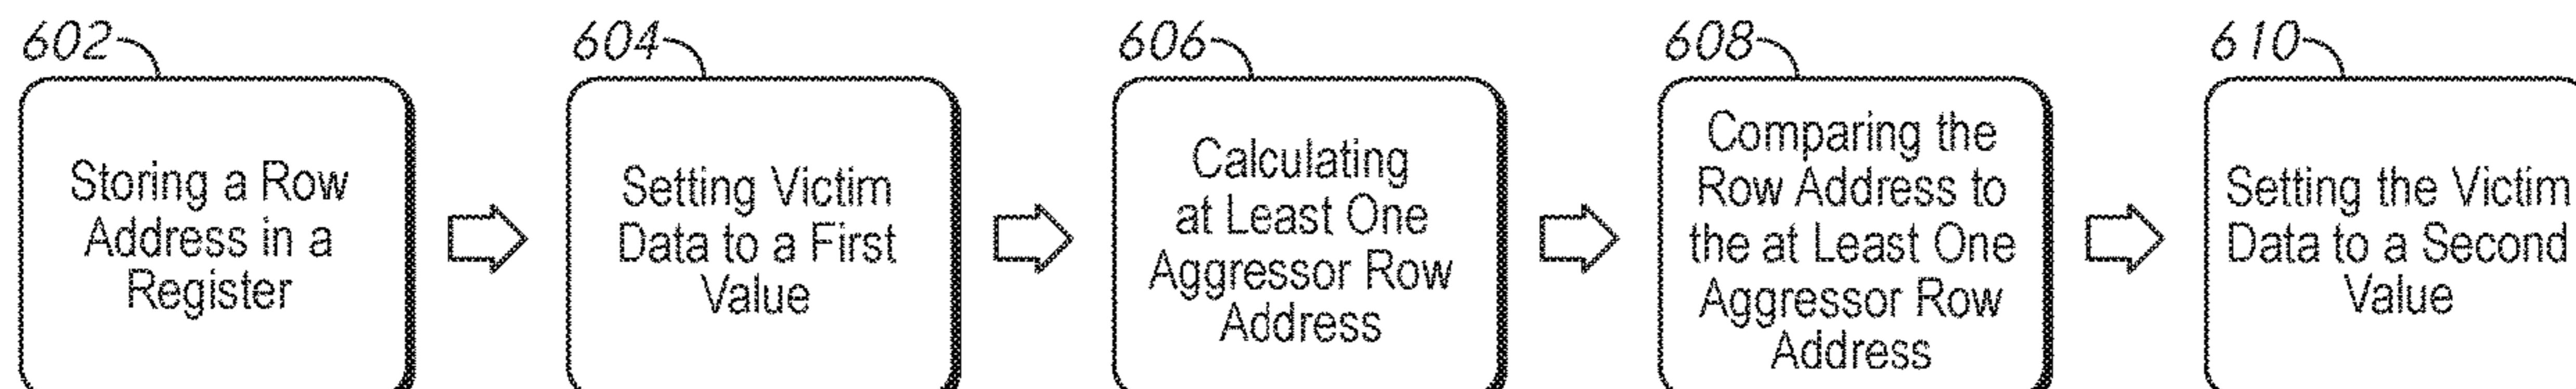 602
Storing a Row
Address in a
Register
604
Setting Victim
Data to a First
Value
606
Calculating
at Least One
Aggressor Row
Address
608
Comparing the
Row Address to
the at Least One
Aggressor Row
Address
610
Setting the Victim
Data to a Second
Value